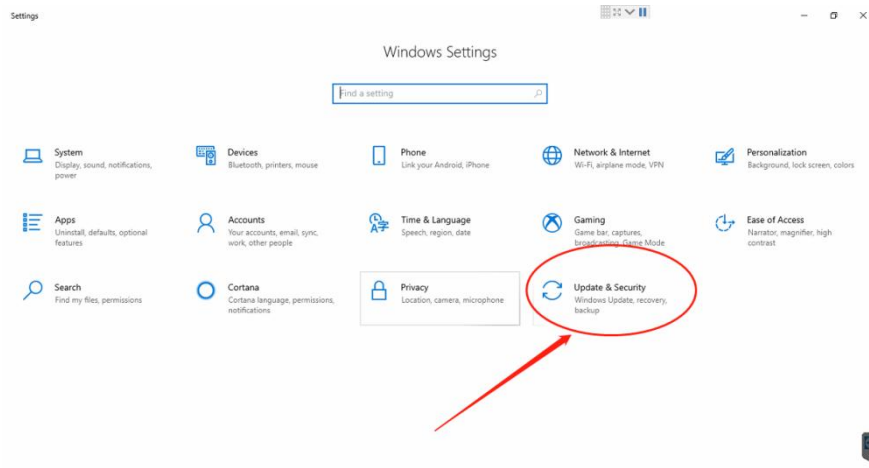 Settings
Windows Settings
Find a setting
System
Display, sound, notifications,
power
Devices
Bluetooth, printers, mouse
Phone
Link your Android, iPhone
Network & Internet
Wi-Fi, airplane mode, VPN
Personalization
Background, lock screen, colors
Apps
Uninstall, defaults, optional
features
Accounts
Your accounts, email, sync,
work, other people
Time & Language
Speech, region, date
Gaming
Game bar, captures,
broadcasting, Game Mode
Ease of Access
Narrator, magnifier, high
contrast
Search
Find my files, permissions
Cortana
Cortana language, permissions,
notifications
Privacy
Location, camera, microphone
Update & Security
Windows Update, recovery,
backup